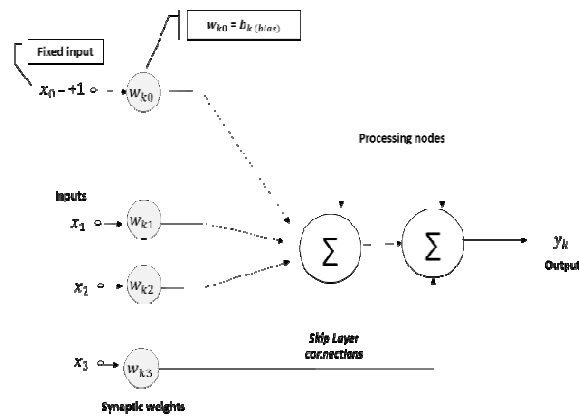 w_k0 = b_k (bias)
Fixed input
x_0 = +1
w_k0
Processing nodes
Inputs
x_1
w_k1
Σ
Σ
y_k
Output
x_2
w_k2
Skip Layer
connections
x_3
w_k3
Synaptic weights